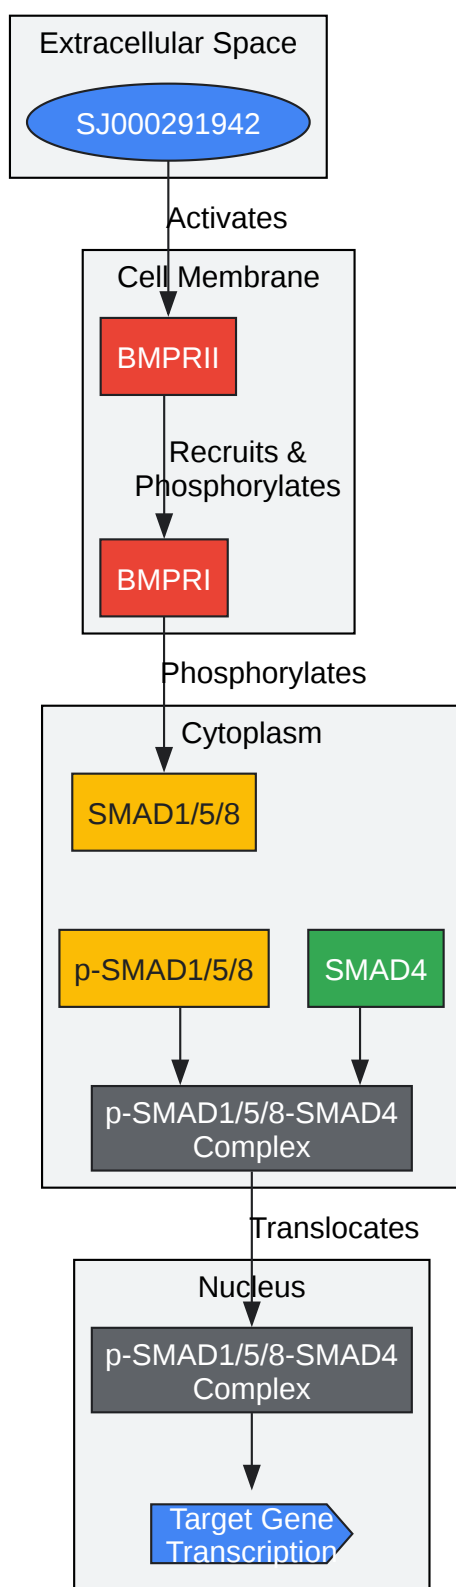 Extracellular Space
SJ000291942
Activates
Cell Membrane
BMPRII
Recruits &
Phosphorylates
BMPRI
Phosphorylates
Cytoplasm
SMAD1/5/8
p-SMAD1/5/8
SMAD4
p-SMAD1/5/8-SMAD4
Complex
Translocates
Nucleus
p-SMAD1/5/8-SMAD4
Complex
Target Gene
Transcription